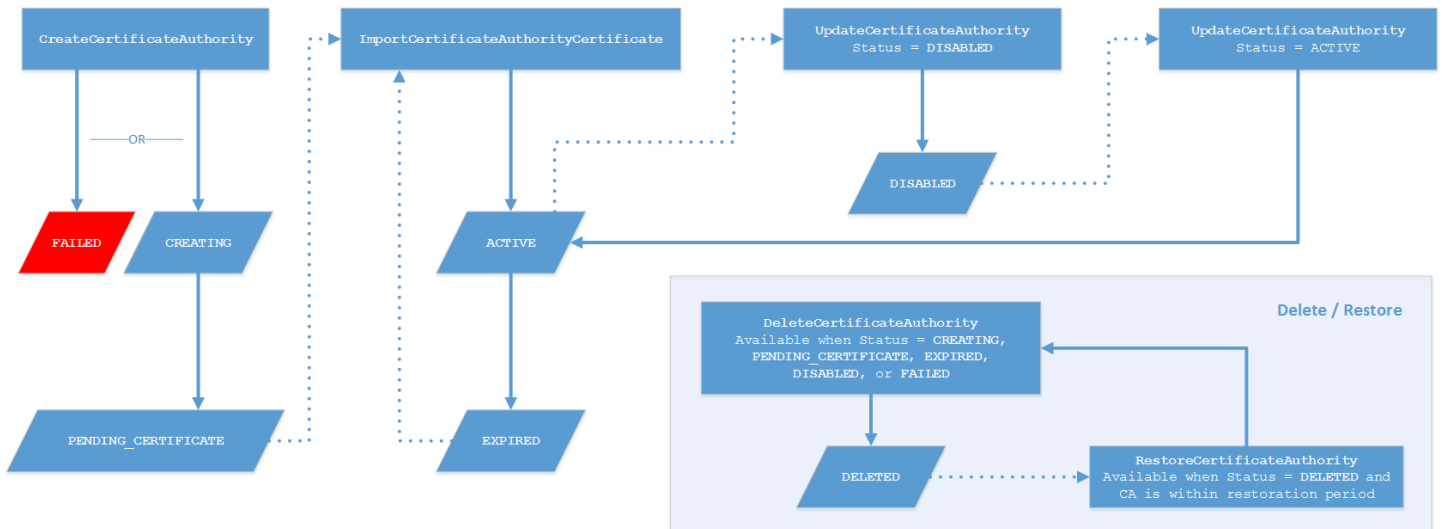 CreateCertificateAuthority
ImportCertificateAuthorityCertificate
UpdateCertificateAuthority
Status = DISABLED
UpdateCertificateAuthority
Status = ACTIVE
OR
DISABLED
FAILED
CREATING
ACTIVE
Delete / Restore
DeleteCertificateAuthority
Available when Status = CREATING,
PENDING_CERTIFICATE, EXPIRED,
DISABLED, or FAILED
PENDING_CERTIFICATE
EXPIRED
DELETED
RestoreCertificateAuthority
Available when Status = DELETED and
CA is within restoration period